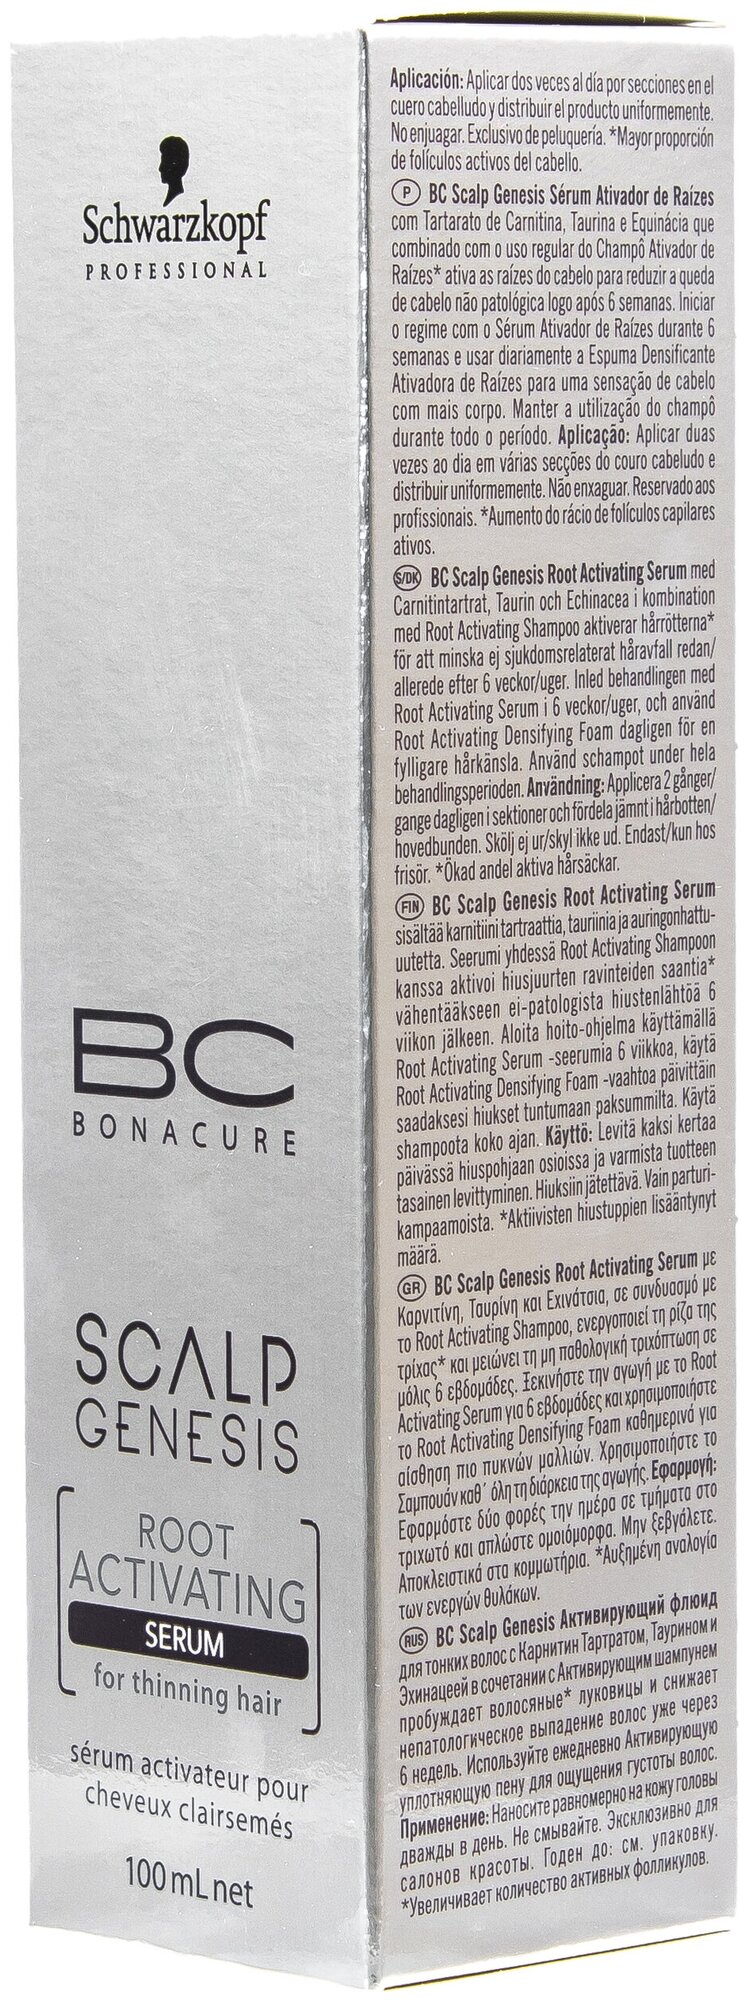 Schwarzkopf
PROFESSIONAL
BC
BONACURE
SCALP
GENESIS
ROOT
ACTIVATING
SERUM
for thinning hair
sérum activateur pour
cheveux clairsemés
100 mL net
Aplicación: Aplicar dos veces al día por secciones en el
cuero cabelludo y distribuir el producto uniformemente.
No enjuagar. Exclusivo de peluquería. *Mayor proporción
de folículos activos del cabello.
P BC Scalp Genesis Sérum Ativador de Raízes
com Tartarato de Carnitina, Taurina e Equinácia que
combinado com o uso regular do Champô Ativador de
Raízes* ativa as raízes do cabelo para reduzir a queda
de cabelo não patológica logo após 6 semanas. Iniciar
o regime com o Sérum Ativador de Raízes durante 6
semanas e usar diariamente a Espuma Densificante
Ativadora de Raízes para uma sensação de cabelo
com mais corpo. Manter a utilização do champô
durante todo o período. Aplicação: Aplicar duas
vezes ao dia em várias secções do couro cabeludo e
distribuir uniformemente. Não enxaguar. Reservado aos
profissionais. *Aumento do rácio de folículos capilares
ativos.
S/DK BC Scalp Genesis Root Activating Serum med
Carnitintartrat, Taurin och Echinacea i kombination
med Root Activating Shampoo aktiverar hårrötterna*
för att minska ej sjukdomsrelaterat håravfall redan/
allerede efter 6 veckor/uger. Inled behandlingen med
Root Activating Serum i 6 veckor/uger, och använd
Root Activating Densifying Foam dagligen för en
fylligare hårkänsla. Använd schampot under hela
behandlingsperioden. Användning: Applicera 2 gånger/
gange dagligen i sektioner och fördela jämnt i hårbotten/
hovedbunden. Skölj ej ur/skyl ikke ud. Endast/kun hos
frisör. *Ökad andel aktiva hårsäckar.
FIN BC Scalp Genesis Root Activating Serum
sisältää karnitiinitartraattia, tauriinia ja auringonhattu-
uutetta. Seerumi yhdessä Root Activating Shampoon
kanssa aktivoi hiusjuurten ravinteiden saantia*
vähentääkseen ei-patologista hiustenlähtöä 6
viikon jälkeen. Aloita hoito-ohjelma käyttämällä
Root Activating Serum -seerumia 6 viikkoa, käytä
Root Activating Densifying Foam -vaahtoa päivittäin
saadaksesi hiukset tuntumaan paksummilta. Käytä
shampoota koko ajan. Käyttö: Levitä kaksi kertaa
päivässä hiuspohjaan osioissa ja varmista tuotteen
tasainen levittyminen. Hiuksiin jätettävä. Vain parturi-
kampaamoista. *Aktiivisten hiustuppien lisääntynyt
määrä.
GR BC Scalp Genesis Root Activating Serum με
Καρνιτίνη, Ταυρίνη και Εχινάτσια, σε συνδυασμό με
το Root Activating Shampoo, ενεργοποιεί τη ρίζα της
τρίχας* και μειώνει τη μη παθολογική τριχόπτωση σε
μόλις 6 εβδομάδες. Ξεκινήστε την αγωγή με το Root
Activating Serum για 6 εβδομάδες και χρησιμοποιήστε
το Root Activating Densifying Foam καθημερινά για
αίσθηση πιο πυκνών μαλλιών. Χρησιμοποιήστε το
Σαμπουάν καθ΄ όλη τη διάρκεια της αγωγής. Εφαρμογή:
Εφαρμόστε δύο φορές την ημέρα σε τμήματα στο
τριχωτό και απλώστε ομοιόμορφα. Μην ξεβγάλετε.
Αποκλειστικά στα κομμωτήρια. *Αυξημένη αναλογία
των ενεργών θυλάκων.
RUS BC Scalp Genesis Активирующий флюид
для тонких волос с Карнитин Тартратом, Таурином и
Эхинацеей в сочетании с Активирующим шампунем
пробуждает волосяные* луковицы и снижает
непатологическое выпадение волос уже через
6 недель. Используйте ежедневно Активирующую
уплотняющую пену для ощущения густоты волос.
Применение: Наносите равномерно на кожу головы
дважды в день. Не смывайте. Эксклюзивно для
салонов красоты. Годен до: см. упаковку.
*Увеличивает количество активных фолликулов.